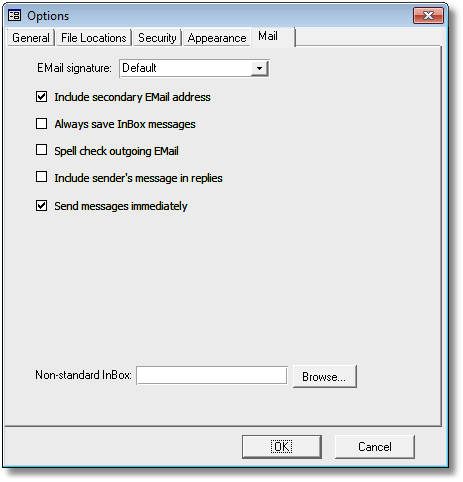 Options
General File Locations Security Appearance Mail
EMail signature: Default
Include secondary EMail address
Always save InBox messages
Spell check outgoing EMail
Include sender's message in replies
Send messages immediately
Non-standard InBox: Browse...
OK Cancel